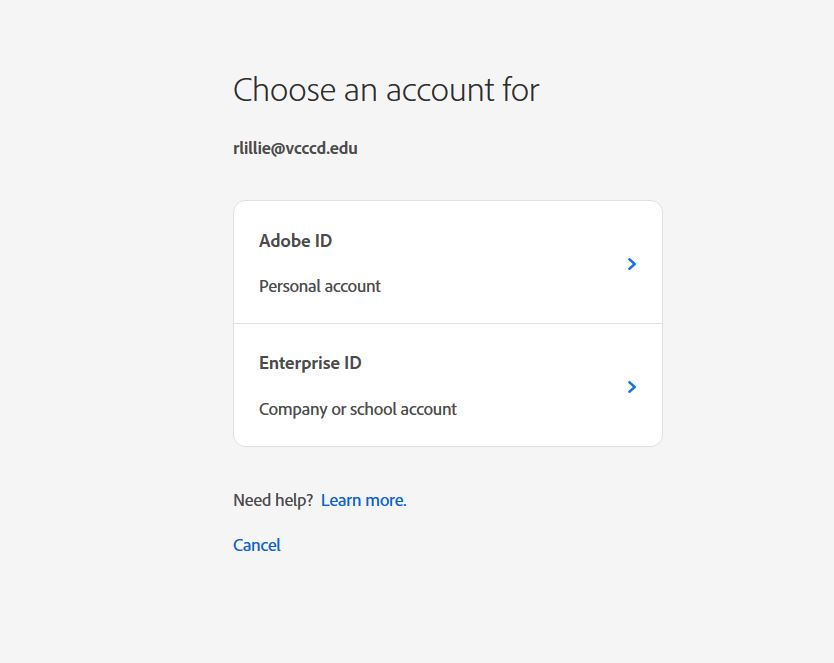 Choose an account for
rlillie@vcccd.edu
Adobe ID
Personal account
Enterprise ID
Company or school account
Need help? Learn more.
Cancel